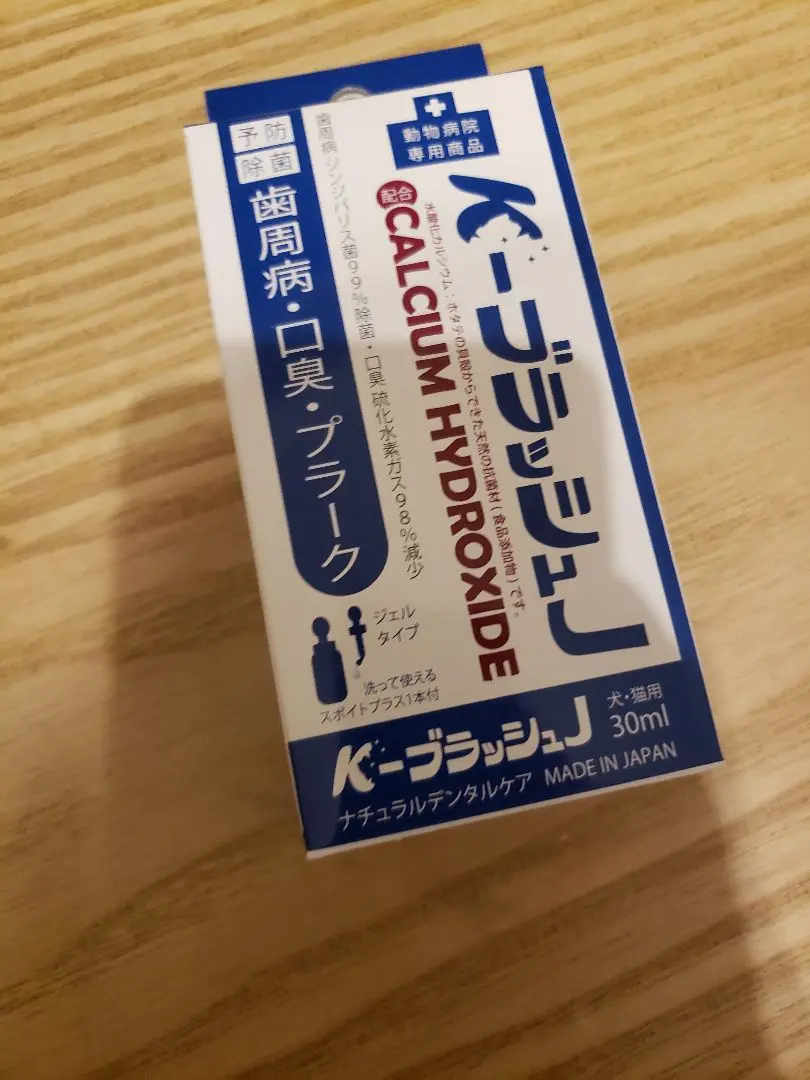 動物病院
専用商品
K-ブラッシュJ
水酸化カルシウム:ホタテの貝殻からできた天然の抗菌材(食品添加物)です。
配合
CALCIUM HYDROXIDE
歯周病ジンジバリス菌99%除菌・口臭 硫化水素ガス98%減少
予防
除菌
歯周病・口臭・プラーク
ジェル
タイプ
洗って使える
スポイトプラス1本付
K-ブラッシュJ
犬・猫用
30ml
ナチュラルデンタルケア MADE IN JAPAN